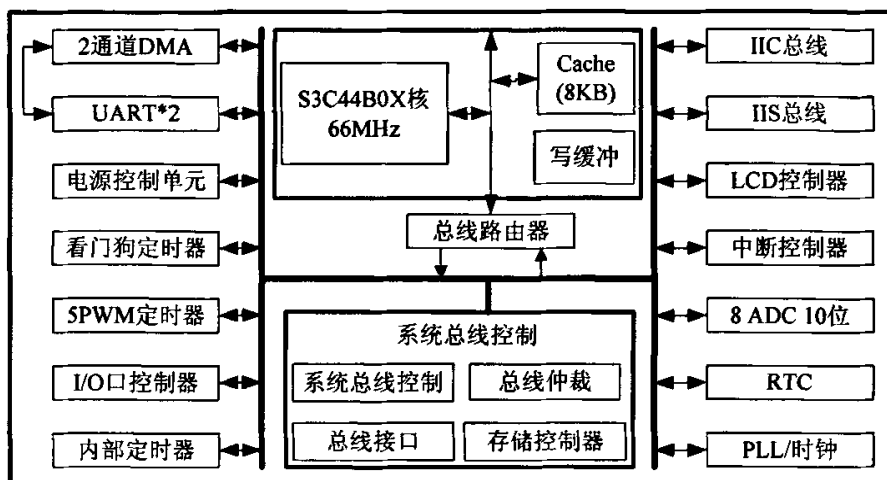 2通道DMA
UART*2
电源控制单元
看门狗定时器
5PWM定时器
I/O口控制器
内部定时器
S3C44B0X核
66MHz
Cache
(8KB)
写缓冲
总线路由器
系统总线控制
系统总线控制
总线仲裁
总线接口
存储控制器
IIC总线
IIS总线
LCD控制器
中断控制器
8 ADC 10位
RTC
PLL/时钟